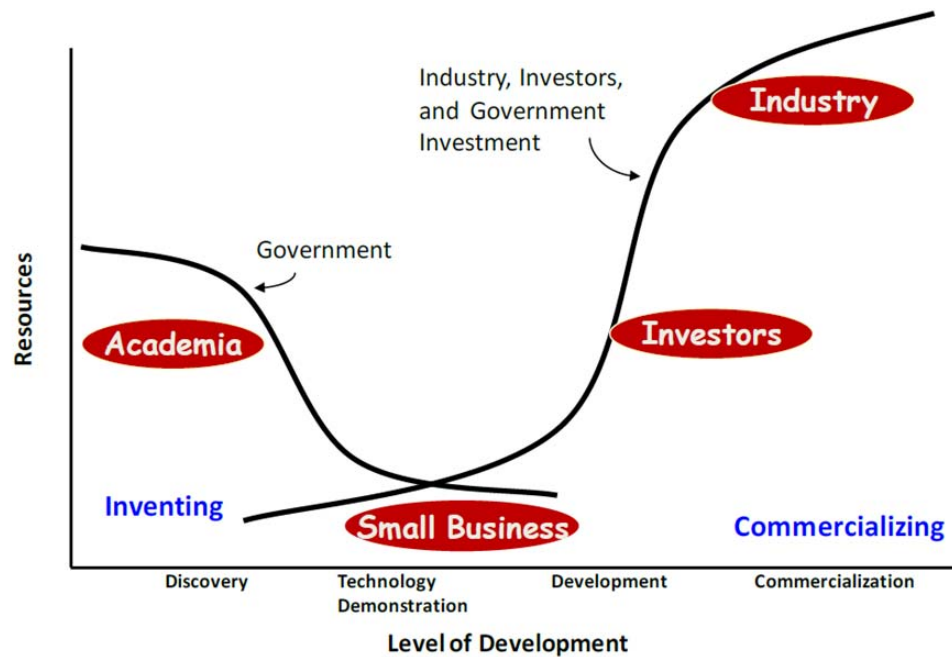 Industry, Investors,
and Government
Investment
Industry
Government
Resources
Academia
Investors
Inventing
Small Business
Commercializing
Discovery
Technology
Demonstration
Development
Commercialization
Level of Development